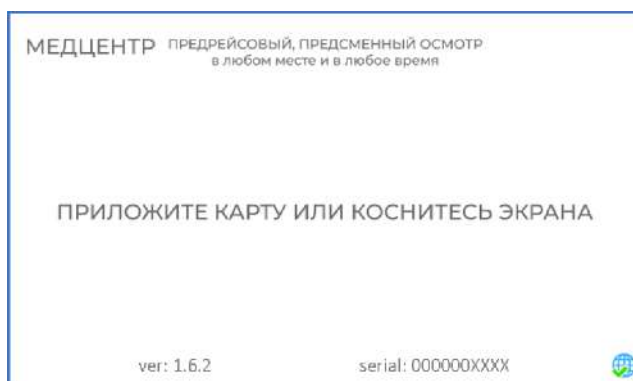 МЕДЦЕНТР ПРЕДРЕЙСОВЫЙ, ПРЕДСМЕННЫЙ ОСМОТР
в любом месте и в любое время
ПРИЛОЖИТЕ КАРТУ ИЛИ КОСНИТЕСЬ ЭКРАНА
ver: 1.6.2 serial: 000000XXXX